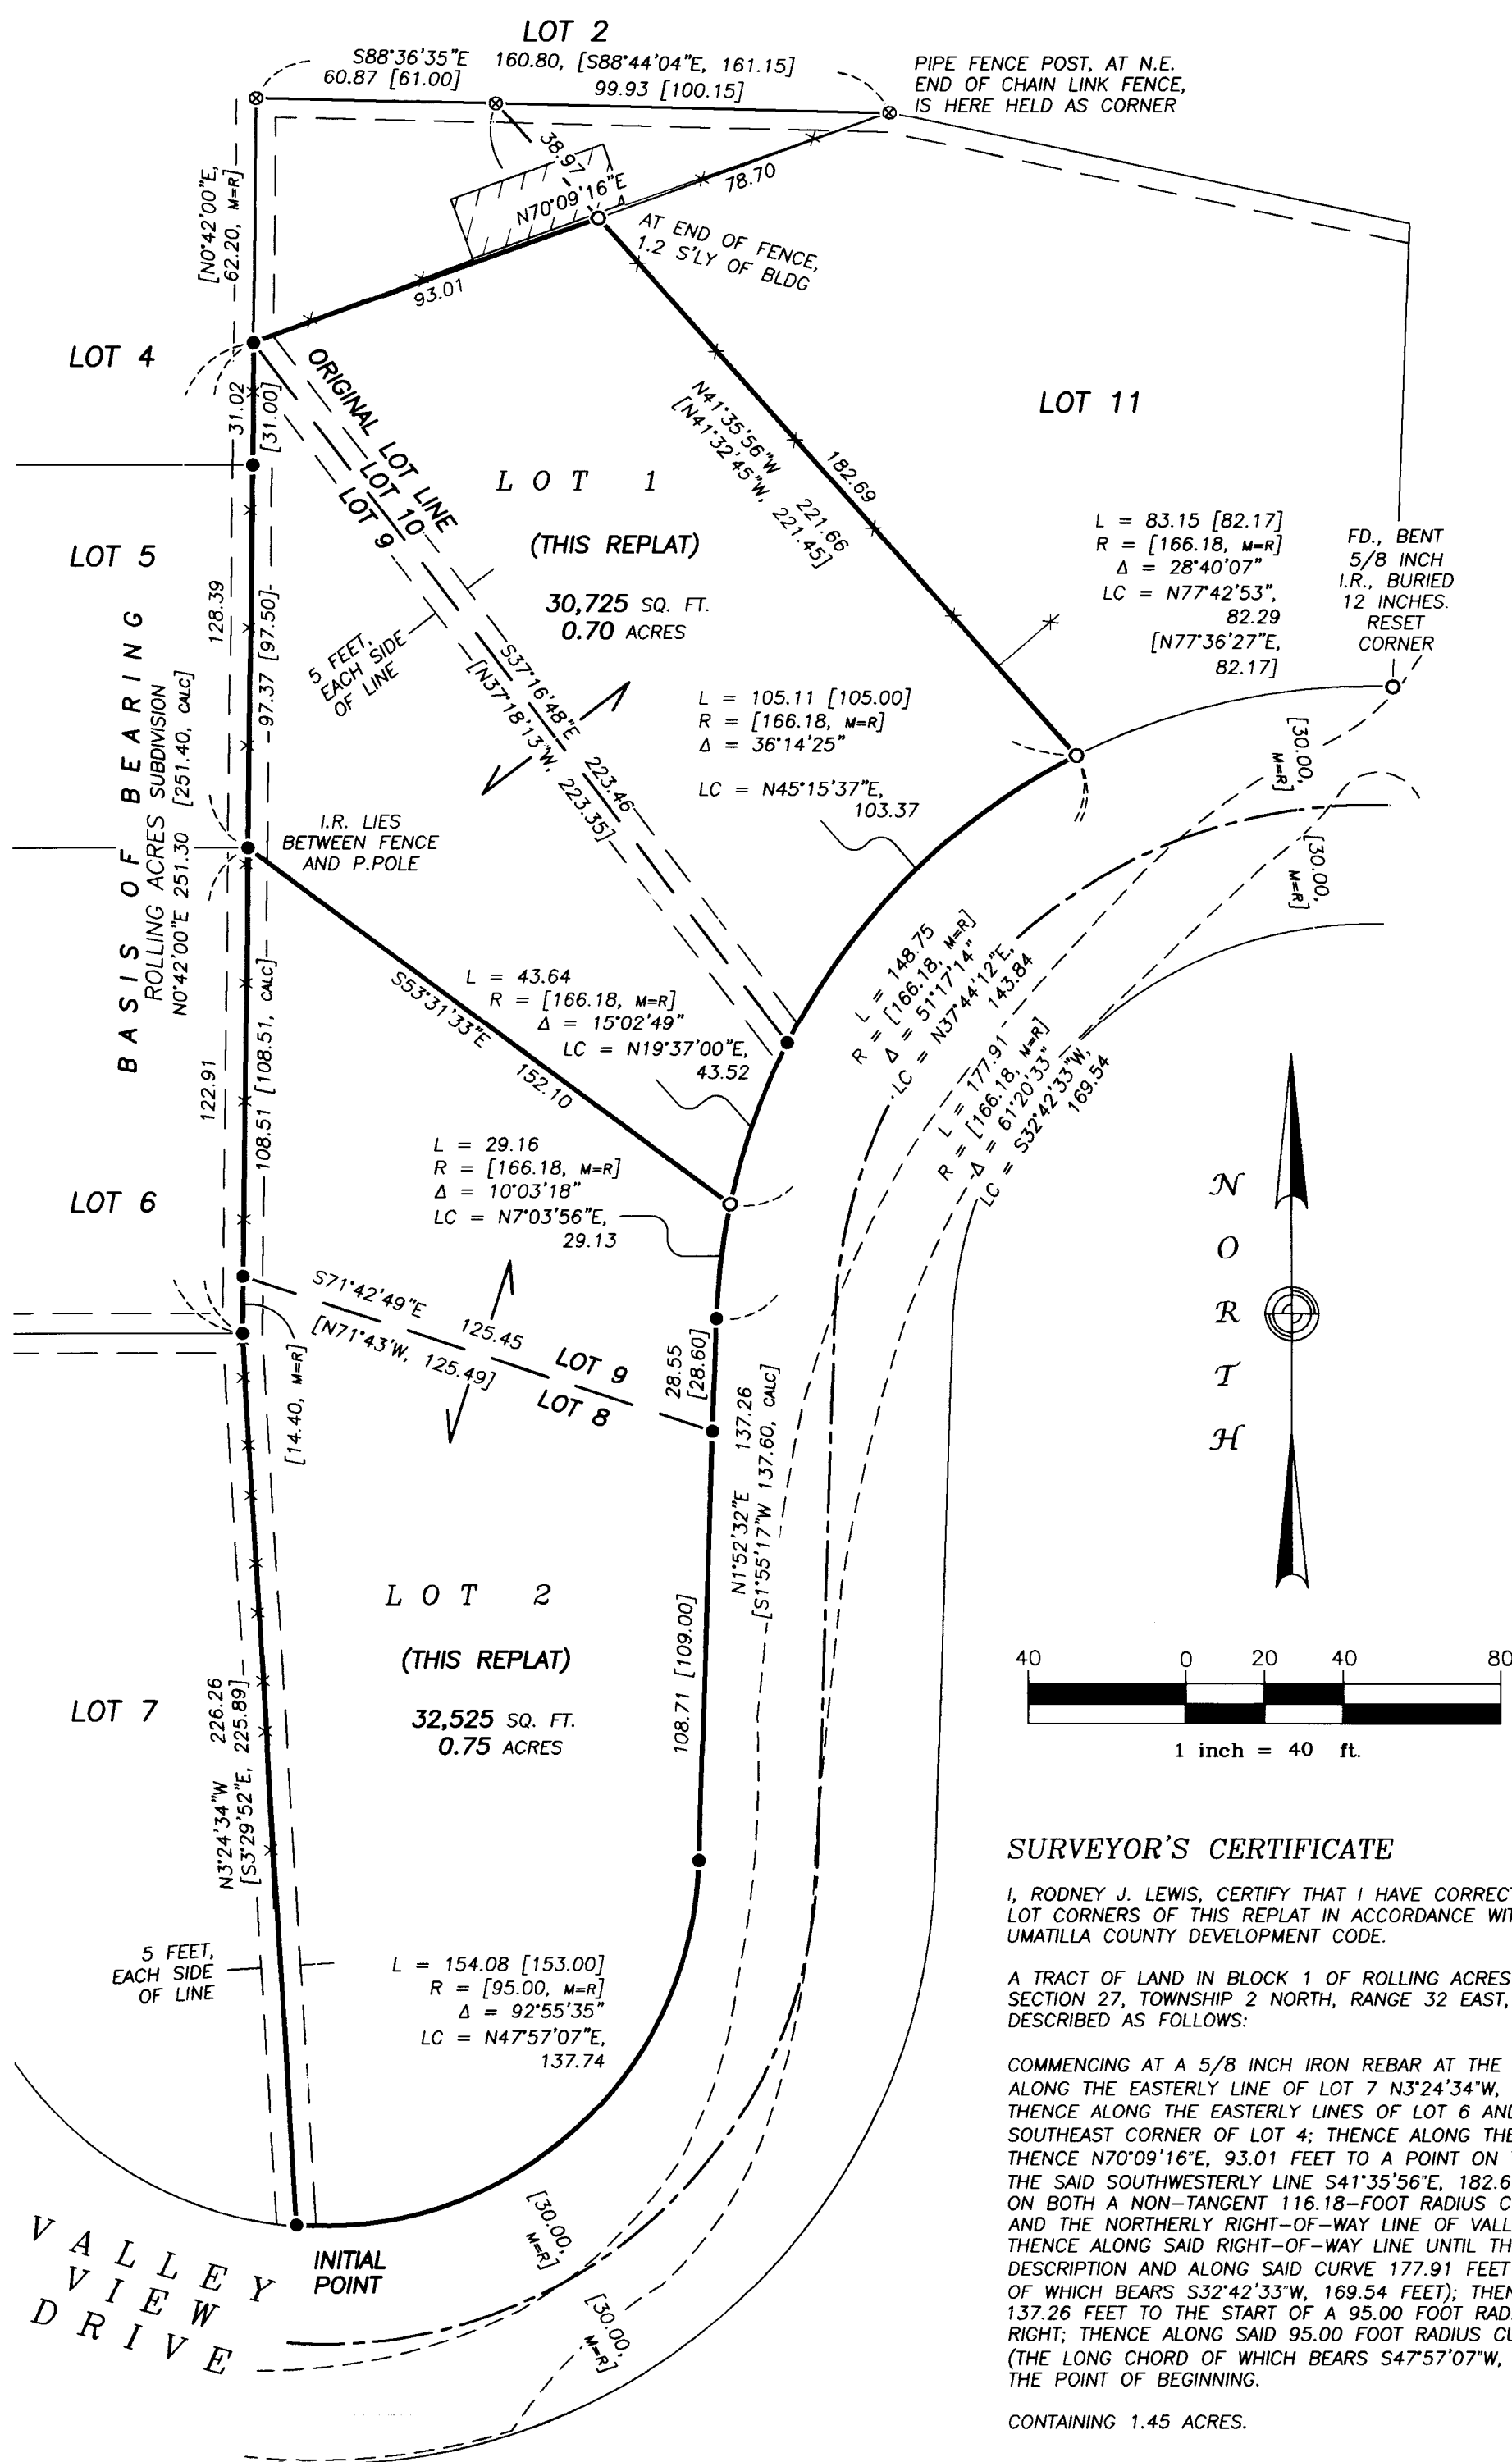 LOT 2
S88°36'35"E 160.80, [S88°44'04"E, 161.15]
60.87 [61.00]
99.93 [100.15]
PIPE FENCE POST, AT N.E.
END OF CHAIN LINK FENCE,
IS HERE HELD AS CORNER
[N0°42'00"E,
62.20, M=R]
38.97
N70°09'16"E
78.70
93.01
AT END OF FENCE,
1.2 S'LY OF BLDG
LOT 4
31.02
[31.00]
ORIGINAL LOT LINE
LOT 10
LOT 9
LOT 1
(THIS REPLAT)
30,725 SQ. FT.
0.70 ACRES
N41°35'56"W 221.66
[N41°32'45"W, 221.45]
182.69
LOT 11
L = 83.15 [82.17]
R = [166.18, M=R]
Δ = 28°40'07"
LC = N77°42'53",
82.29
[N77°36'27"E,
82.17]
FD., BENT
5/8 INCH
I.R., BURIED
12 INCHES.
RESET
CORNER
LOT 5
128.39
97.37 [97.50]
BASIS OF BEARING
ROLLING ACRES SUBDIVISION
N0°42'00"E 251.30 [251.40, CALC]
5 FEET,
EACH SIDE
OF LINE
S37°16'48"E 223.46
[N37°18'13"W, 223.35]
L = 105.11 [105.00]
R = [166.18, M=R]
Δ = 36°14'25"
LC = N45°15'37"E,
103.37
[30.00,
M=R]
[30.00,
M=R]
I.R. LIES
BETWEEN FENCE
AND P.POLE
S53°31'33"E
152.10
L = 43.64
R = [166.18, M=R]
Δ = 15°02'49"
LC = N19°37'00"E,
43.52
L = 148.75
R = [166.18, M=R]
Δ = 51°17'14"
LC = N37°44'12"E,
143.84
L = 177.91
R = [166.18, M=R]
Δ = 61°20'33"
LC = S32°42'33"W,
169.54
122.91
108.51 [108.51, CALC]
LOT 6
L = 29.16
R = [166.18, M=R]
Δ = 10°03'18"
LC = N7°03'56"E,
29.13
NORTH
S71°42'49"E 125.45
[N71°43'W, 125.49]
LOT 9
LOT 8
[14.40, M=R]
28.55
[28.60]
N1°52'32"E 137.26
[S1°55'17"W 137.60, CALC]
LOT 2
(THIS REPLAT)
32,525 SQ. FT.
0.75 ACRES
108.71 [109.00]
LOT 7
N3°24'34"W 226.26
[S3°29'52"E, 225.89]
40 0 20 40 80
1 inch = 40 ft.
5 FEET,
EACH SIDE
OF LINE
L = 154.08 [153.00]
R = [95.00, M=R]
Δ = 92°55'35"
LC = N47°57'07"E,
137.74
INITIAL
POINT
VALLEY
VIEW
DRIVE
[30.00,
M=R]
[30.00,
M=R]
SURVEYOR'S CERTIFICATE
I, RODNEY J. LEWIS, CERTIFY THAT I HAVE CORRECT
LOT CORNERS OF THIS REPLAT IN ACCORDANCE WIT
UMATILLA COUNTY DEVELOPMENT CODE.
A TRACT OF LAND IN BLOCK 1 OF ROLLING ACRES
SECTION 27, TOWNSHIP 2 NORTH, RANGE 32 EAST,
DESCRIBED AS FOLLOWS:
COMMENCING AT A 5/8 INCH IRON REBAR AT THE
ALONG THE EASTERLY LINE OF LOT 7 N3°24'34"W,
THENCE ALONG THE EASTERLY LINES OF LOT 6 AND
SOUTHEAST CORNER OF LOT 4; THENCE ALONG THE
THENCE N70°09'16"E, 93.01 FEET TO A POINT ON
THE SAID SOUTHWESTERLY LINE S41°35'56"E, 182.6
ON BOTH A NON-TANGENT 116.18-FOOT RADIUS C
AND THE NORTHERLY RIGHT-OF-WAY LINE OF VALL
THENCE ALONG SAID RIGHT-OF-WAY LINE UNTIL TH
DESCRIPTION AND ALONG SAID CURVE 177.91 FEET
OF WHICH BEARS S32°42'33"W, 169.54 FEET); THEN
137.26 FEET TO THE START OF A 95.00 FOOT RAD
RIGHT; THENCE ALONG SAID 95.00 FOOT RADIUS CU
(THE LONG CHORD OF WHICH BEARS S47°57'07"W,
THE POINT OF BEGINNING.
CONTAINING 1.45 ACRES.